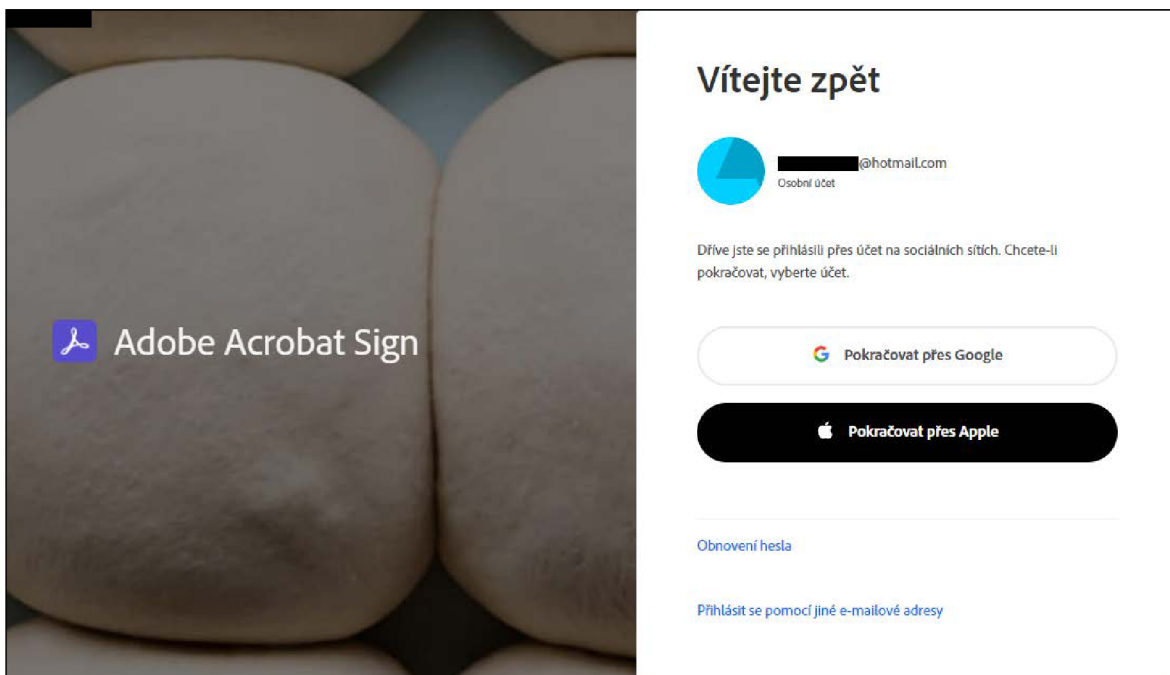 Adobe Acrobat Sign
Vítejte zpět
@hotmail.com
Osobní účet
Dříve jste se přihlásili přes účet na sociálních sítích. Chcete-li
pokračovat, vyberte účet.
Pokračovat přes Google
Pokračovat přes Apple
Obnovení hesla
Přihlásit se pomocí jiné e-mailové adresy